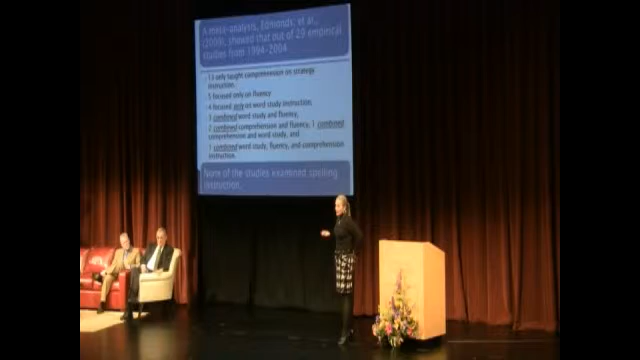 A meta-analysis, Edmonds, et al.,
(2009), showed that out of 29 empirical
studies from 1994-2004
13 only taught comprehension on strategy
instruction,
5 focused only on fluency
4 focused only on word study instruction,
3 combined word study and fluency,
2 combined comprehension and fluency, 1 combined
comprehension and word study, and
1 combined word study, fluency, and comprehension
instruction.
None of the studies examined spelling
instruction.